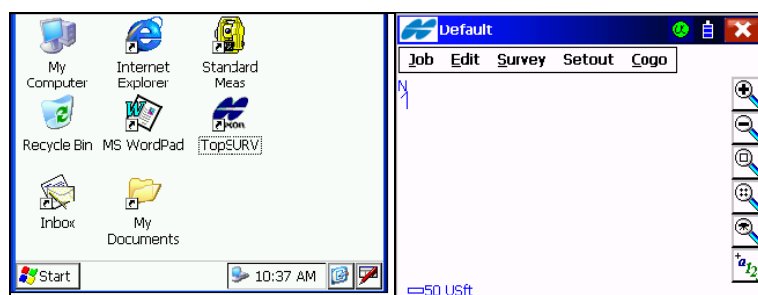 My Computer
Internet Explorer
Standard Meas
Recycle Bin
MS WordPad
TopSURV
Inbox
My Documents
Start
10:37 AM
Default
Job Edit Survey Setout Cogo
N
50 USft